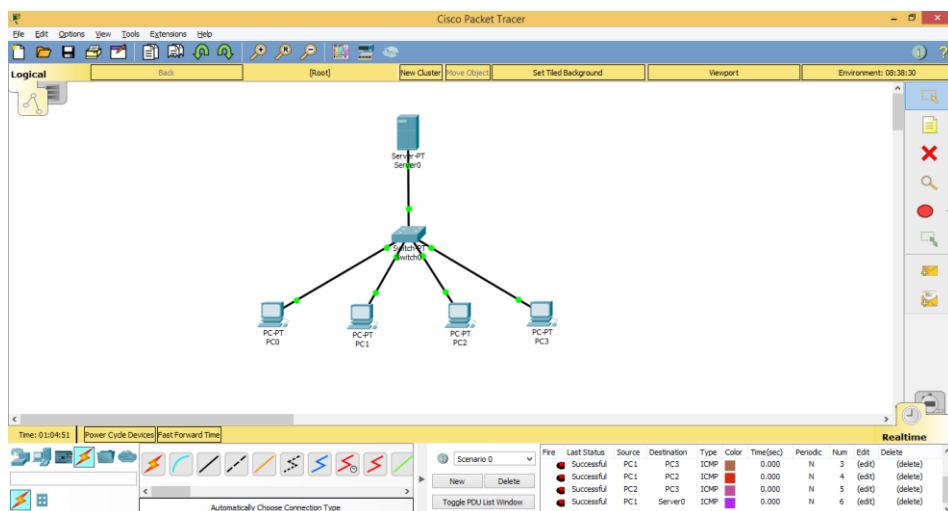 Cisco Packet Tracer
File Edit Options View Tools Extensions Help
Logical Back [Root] New Cluster Move Object Set Tiled Background Viewport Environment: 08:38:30
Server-PT
Server0
Switch-PT
Switch0
PC-PT PC-PT PC-PT PC-PT
PC0 PC1 PC2 PC3
Time: 01:04:51 Power Cycle Devices Fast Forward Time Realtime
Scenario 0
New Delete
Toggle PDU List Window
Fire Last Status Source Destination Type Color Time(sec) Periodic Num Edit Delete
Successful PC1 PC3 ICMP 0.000 N 3 (edit) (delete)
Successful PC1 PC2 ICMP 0.000 N 4 (edit) (delete)
Successful PC2 PC3 ICMP 0.000 N 5 (edit) (delete)
Successful PC1 Server0 ICMP 0.000 N 6 (edit) (delete)
Automatically Choose Connection Type